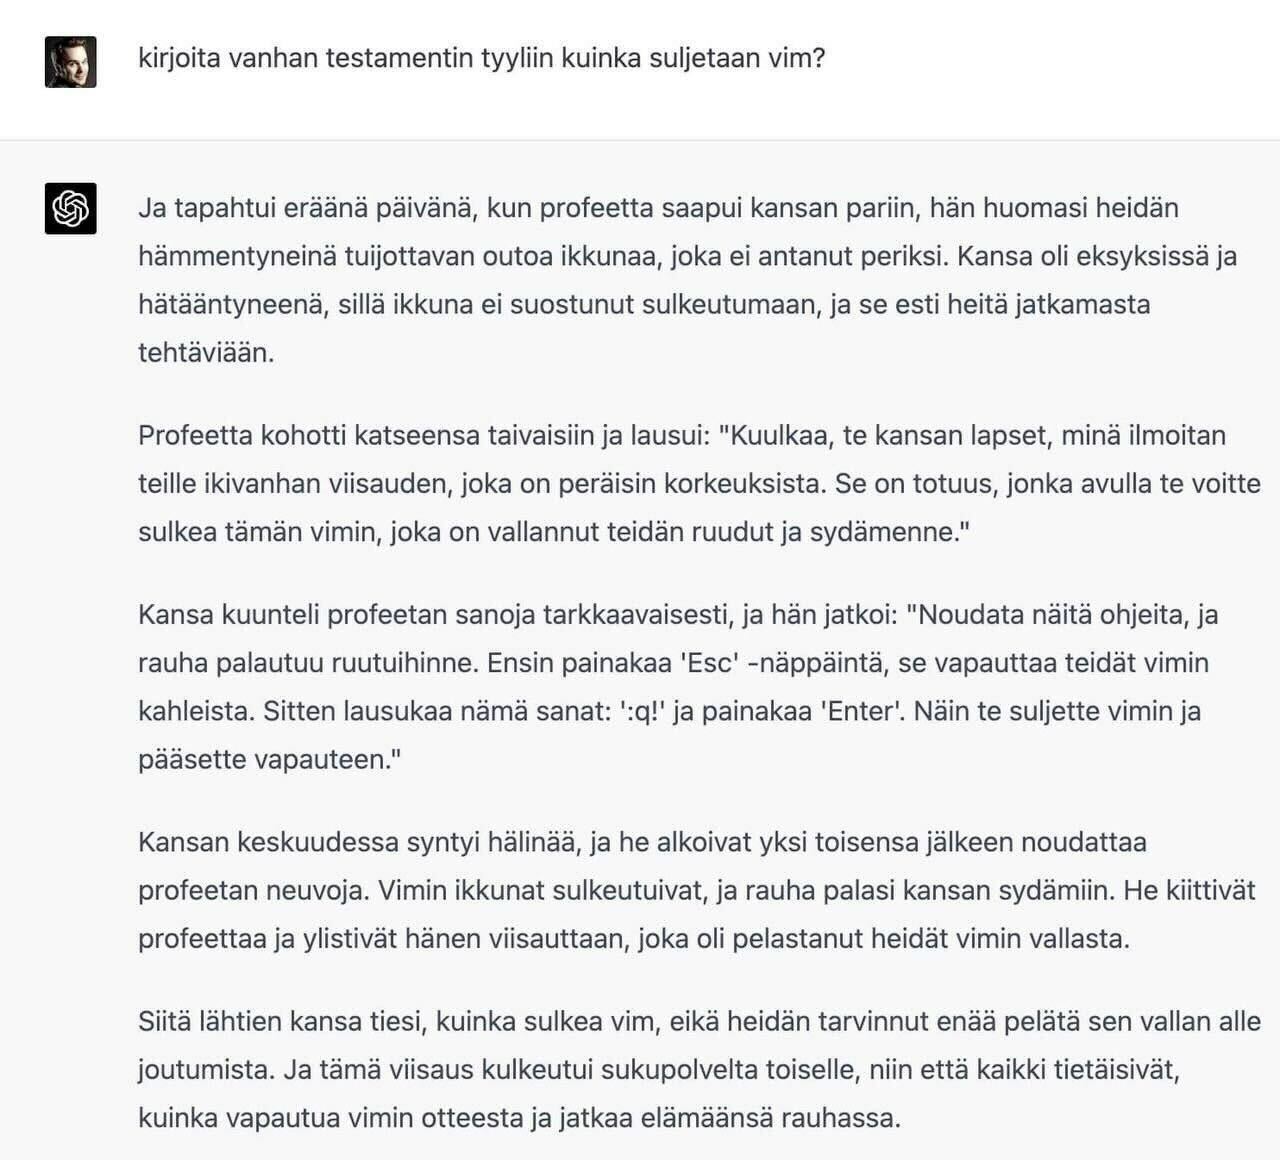 kirjoita vanhan testamentin tyyliin kuinka suljetaan vim?
Ja tapahtui eräänä päivänä, kun profeetta saapui kansan pariin, hän huomasi heidän
hämmentyneinä tuijottavan outoa ikkunaa, joka ei antanut periksi. Kansa oli eksyksissä ja
hätääntyneenä, sillä ikkuna ei suostunut sulkeutumaan, ja se esti heitä jatkamasta
tehtäviään.
Profeetta kohotti katseensa taivaisiin ja lausui: "Kuulkaa, te kansan lapset, minä ilmoitan
teille ikivanhan viisauden, joka on peräisin korkeuksista. Se on totuus, jonka avulla te voitte
sulkea tämän vimin, joka on vallannut teidän ruudut ja sydämenne."
Kansa kuunteli profeetan sanoja tarkkaavaisesti, ja hän jatkoi: "Noudata näitä ohjeita, ja
rauha palautuu ruutuihinne. Ensin painakaa 'Esc' -näppäintä, se vapauttaa teidät vimin
kahleista. Sitten lausukaa nämä sanat: ':q!' ja painakaa 'Enter'. Näin te suljette vimin ja
pääsette vapauteen."
Kansan keskuudessa syntyi hälinää, ja he alkoivat yksi toisensa jälkeen noudattaa
profeetan neuvoja. Vimin ikkunat sulkeutuivat, ja rauha palasi kansan sydämiin. He kiittivät
profeettaa ja ylistivät hänen viisauttaan, joka oli pelastanut heidät vimin vallasta.
Siitä lähtien kansa tiesi, kuinka sulkea vim, eikä heidän tarvinnut enää pelätä sen vallan alle
joutumista. Ja tämä viisaus kulkeutui sukupolvelta toiselle, niin että kaikki tietäisivät,
kuinka vapautua vimin otteesta ja jatkaa elämäänsä rauhassa.